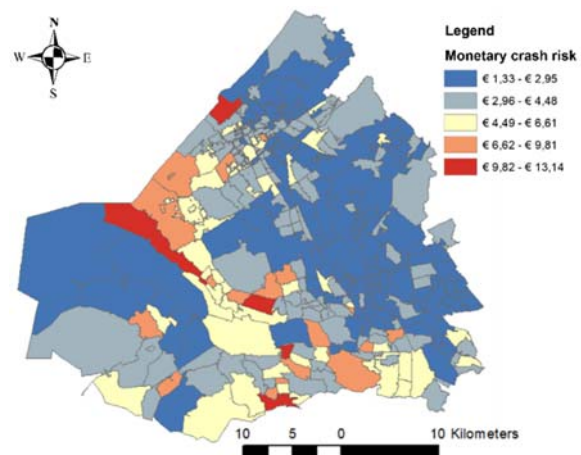 N
W E
S
Legend
Monetary crash risk
€ 1,33 - € 2,95
€ 2,96 - € 4,48
€ 4,49 - € 6,61
€ 6,62 - € 9,81
€ 9,82 - € 13,14
10 5 0 10 Kilometers